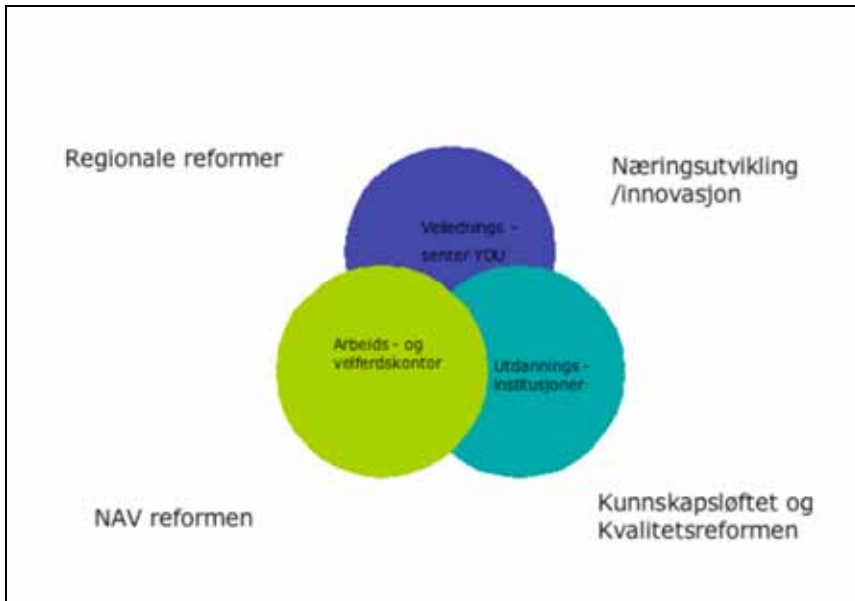 Regionale reformer
Næringsutvikling
/innovasjon
Veilednings -
senter YOU
Arbeids - og
velferdskontor
Utdannings -
institusjoner
NAV reformen
Kunnskapsløftet og
Kvalitetsreformen